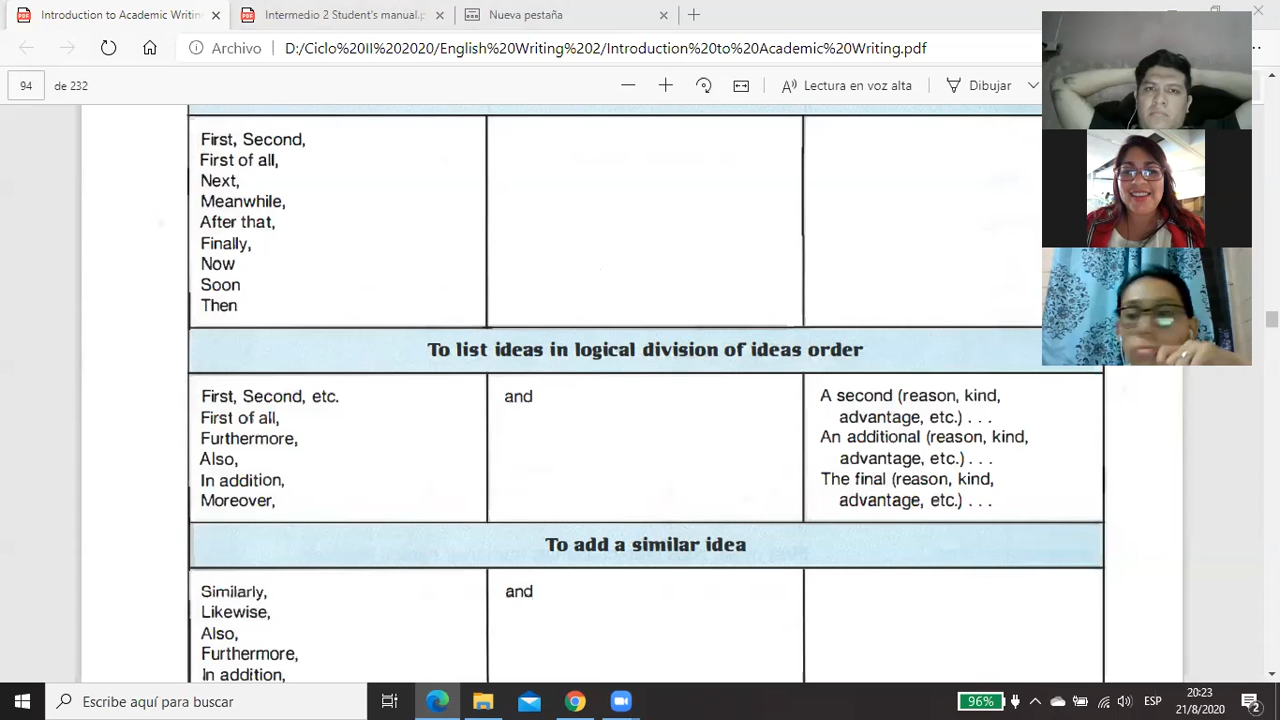 Introduction to Academic Writin
Intermedio 2 Student's manual.p
Nueva pestaña
Archivo
D:/Ciclo%20II%202020/English%20Writing%202/Introduction%20to%20Academic%20Writing.pdf
94
de 232
Lectura en voz alta
Dibujar
First, Second,
First of all,
Next,
Meanwhile,
After that,
Finally,
Now
Soon
Then
To list ideas in logical division of ideas order
First, Second, etc.
First of all,
Furthermore,
Also,
In addition,
Moreover,
and
A second (reason, kind,
advantage, etc.) . . .
An additional (reason, kind,
advantage, etc.) . . .
The final (reason, kind,
advantage, etc.) . . .
To add a similar idea
Similarly,
Likewise,
Also,
Furthermore,
In addition,
and
Escribe aquí para buscar
96%
ESP
20:23
21/8/2020
2